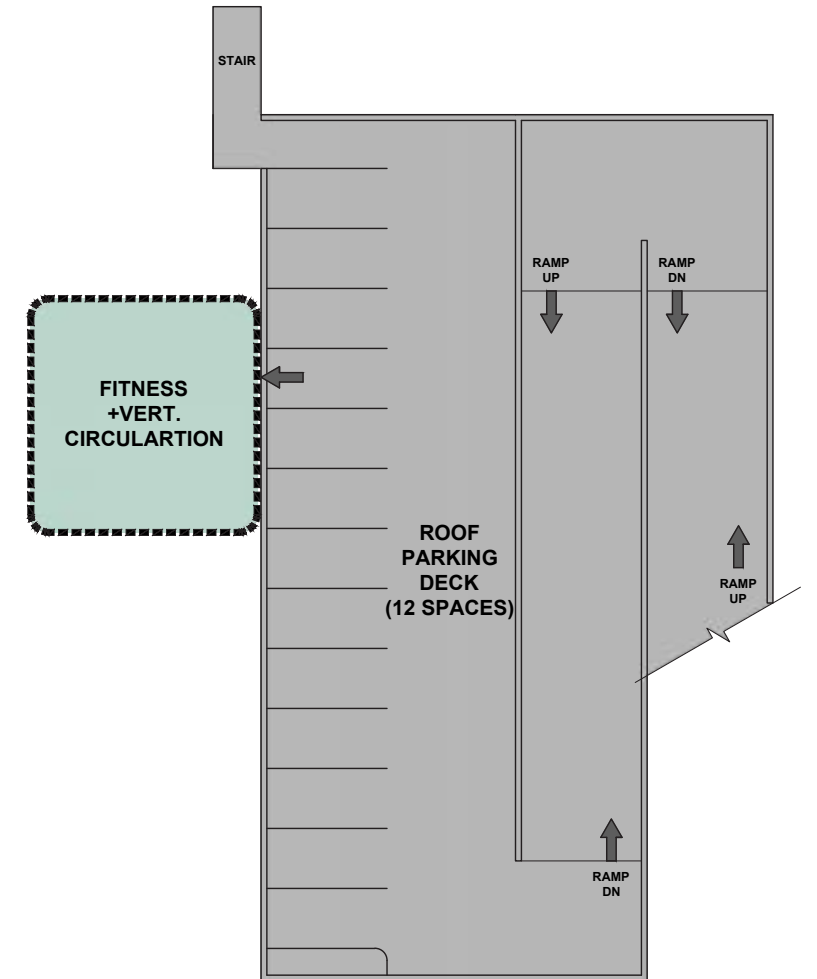 STAIR
RAMP
UP
RAMP
DN
FITNESS
+VERT.
CIRCULARTION
ROOF
PARKING
DECK
(12 SPACES)
RAMP
UP
RAMP
DN